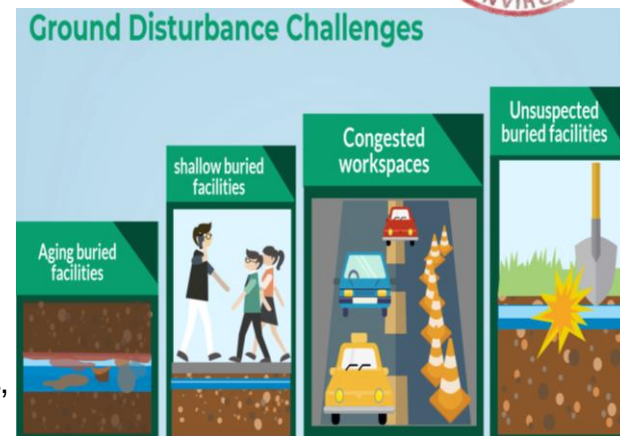 Ground Disturbance Challenges
Aging buried
facilities
shallow buried
facilities
Congested
workspaces
Unsuspected
buried facilities
,